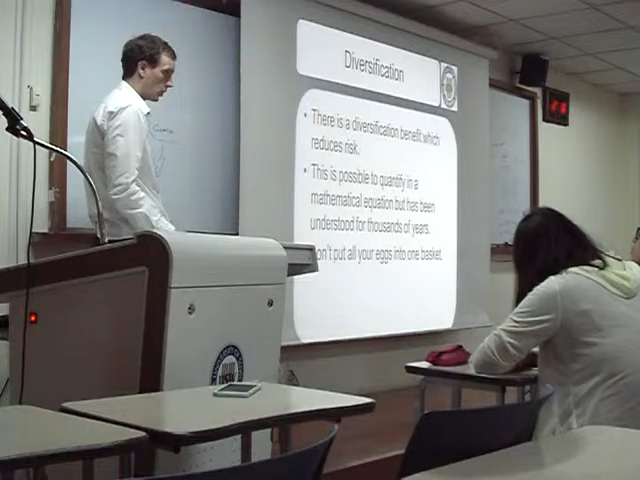 Diversification
• There is a diversification benefit which
reduces risk.
• This is possible to quantify in a
mathematical equation but has been
understood for thousands of years.
on't put all your eggs into one basket.